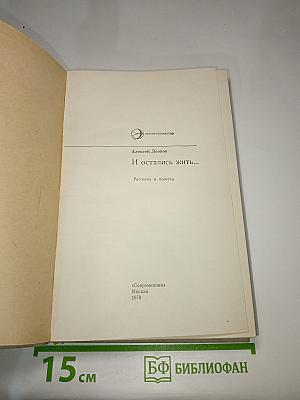 Алексей Леонов
И остались жить...
Рассказы и повести
«Современник»
Москва
1978
15 см
БФ БИБЛИОФАН